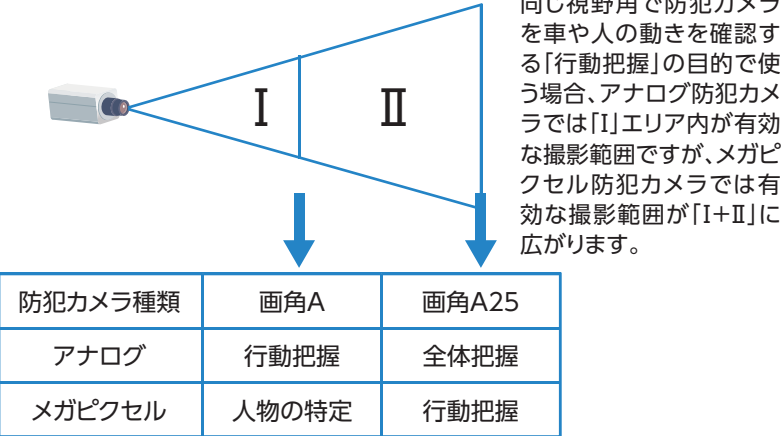 同じ視野角で防犯カメラ
を車や人の動きを確認す
る「行動把握」の目的で使
う場合、アナログ防犯カメ
ラでは「I」エリア内が有効
な撮影範囲ですが、メガピ
クセル防犯カメラでは有
効な撮影範囲が「I+Ⅱ」に
広がります。
I Ⅱ
防犯カメラ種類 画角A 画角A25
アナログ 行動把握 全体把握
メガピクセル 人物の特定 行動把握